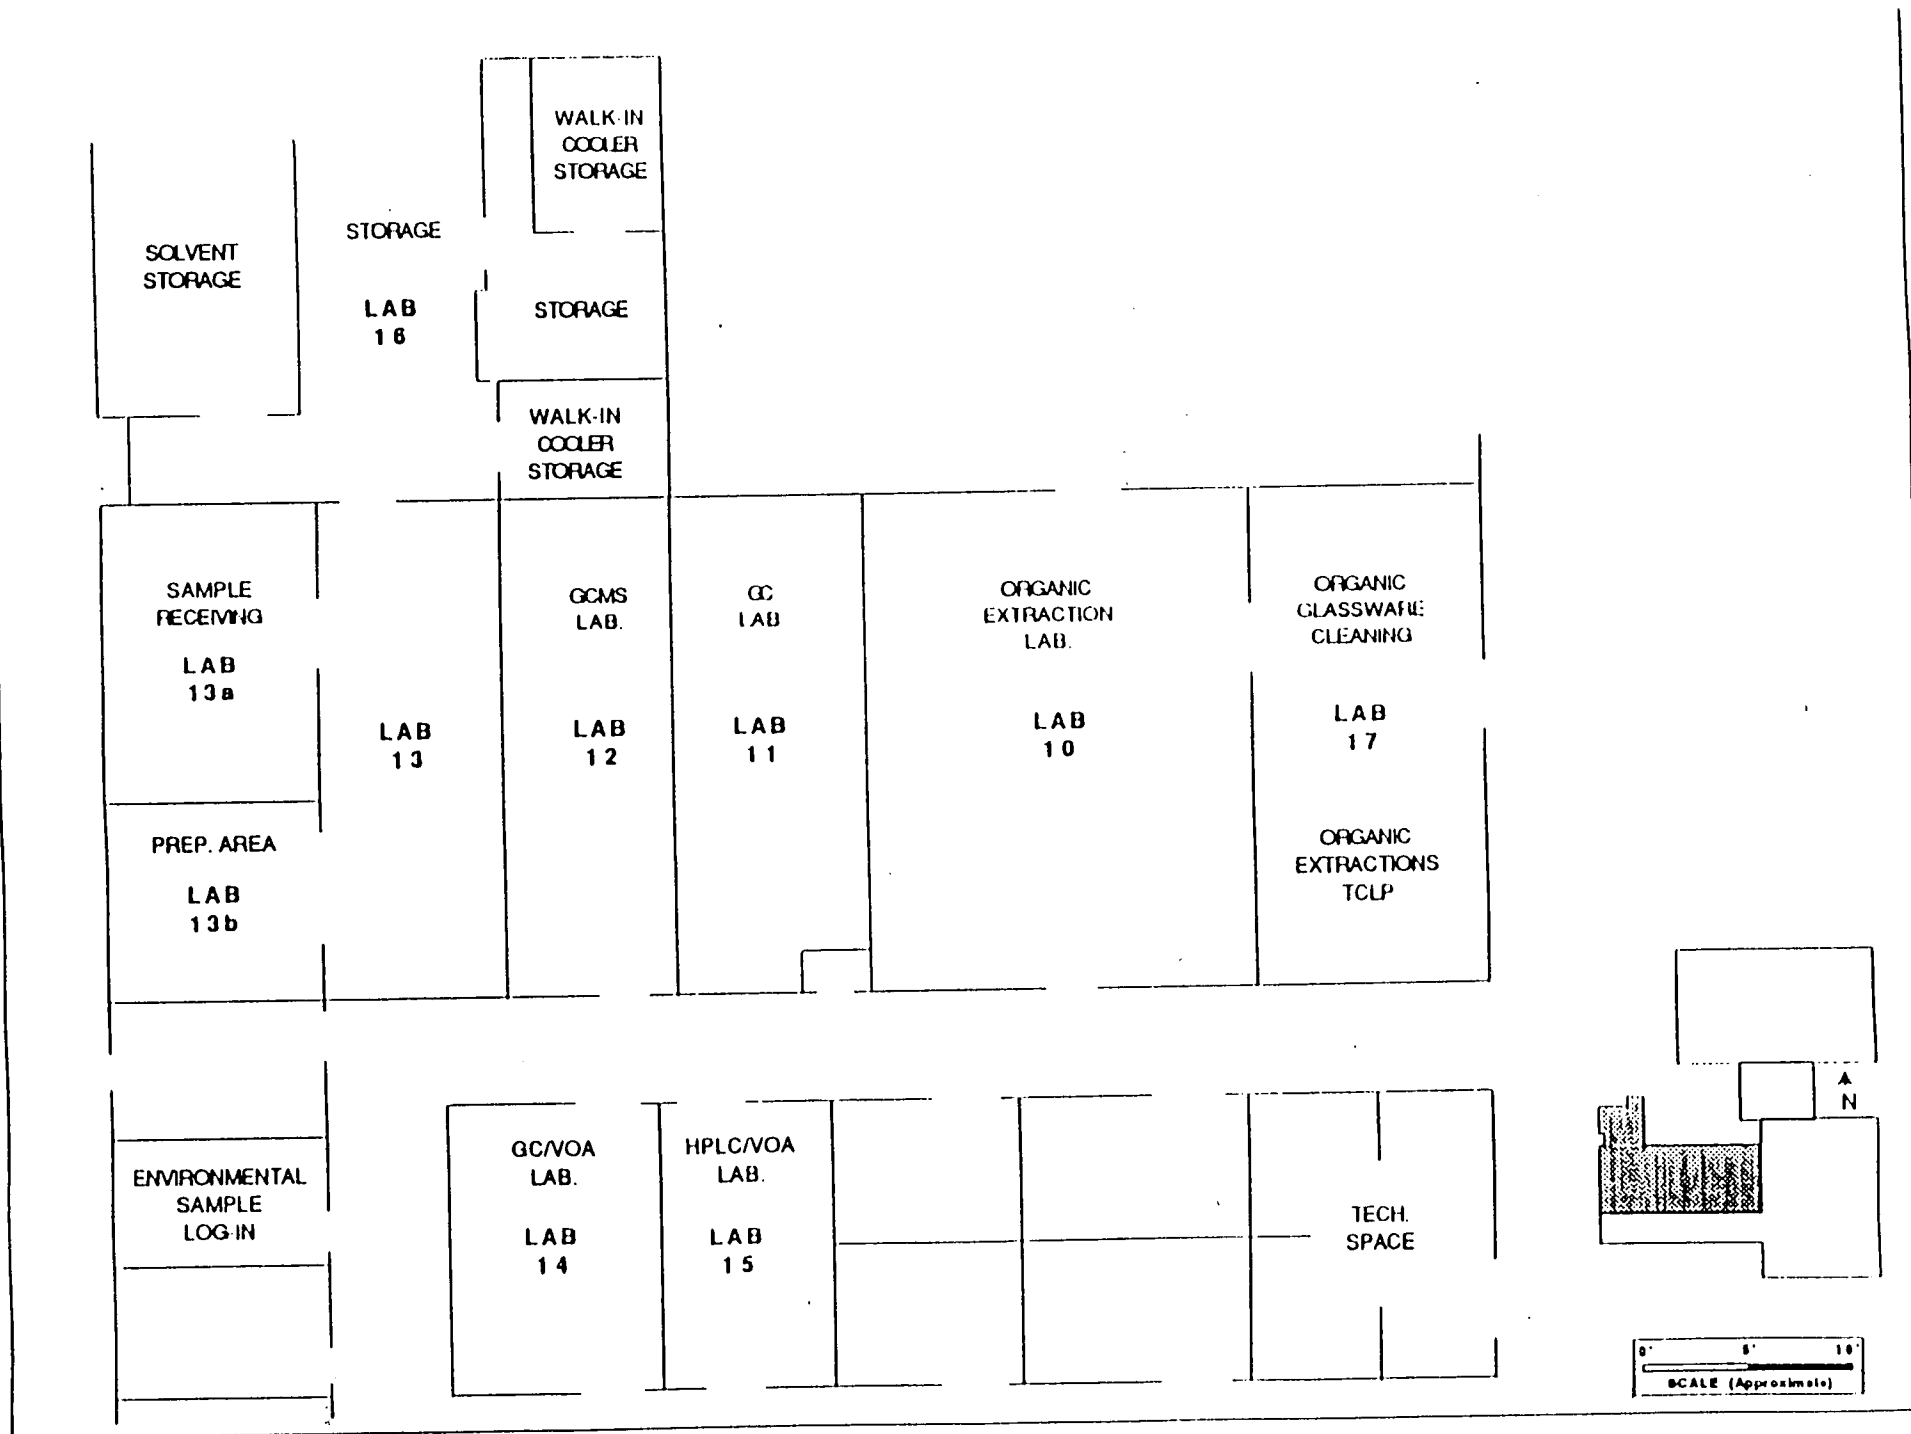 WALK-IN
COOLER
STORAGE
SOLVENT
STORAGE
STORAGE
LAB
16
STORAGE
WALK-IN
COOLER
STORAGE
SAMPLE
RECEIVING
LAB
13a
LAB
13
GCMS
LAB.
LAB
12
GC
LAB
LAB
11
ORGANIC
EXTRACTION
LAB.
LAB
10
ORGANIC
GLASSWARE
CLEANING
LAB
17
ORGANIC
EXTRACTIONS
TCLP
PREP. AREA
LAB
13b
ENVIRONMENTAL
SAMPLE
LOG-IN
GC/VOA
LAB.
LAB
14
HPLC/VOA
LAB.
LAB
15
TECH.
SPACE
N
0' 5' 10'
SCALE (Approximate)